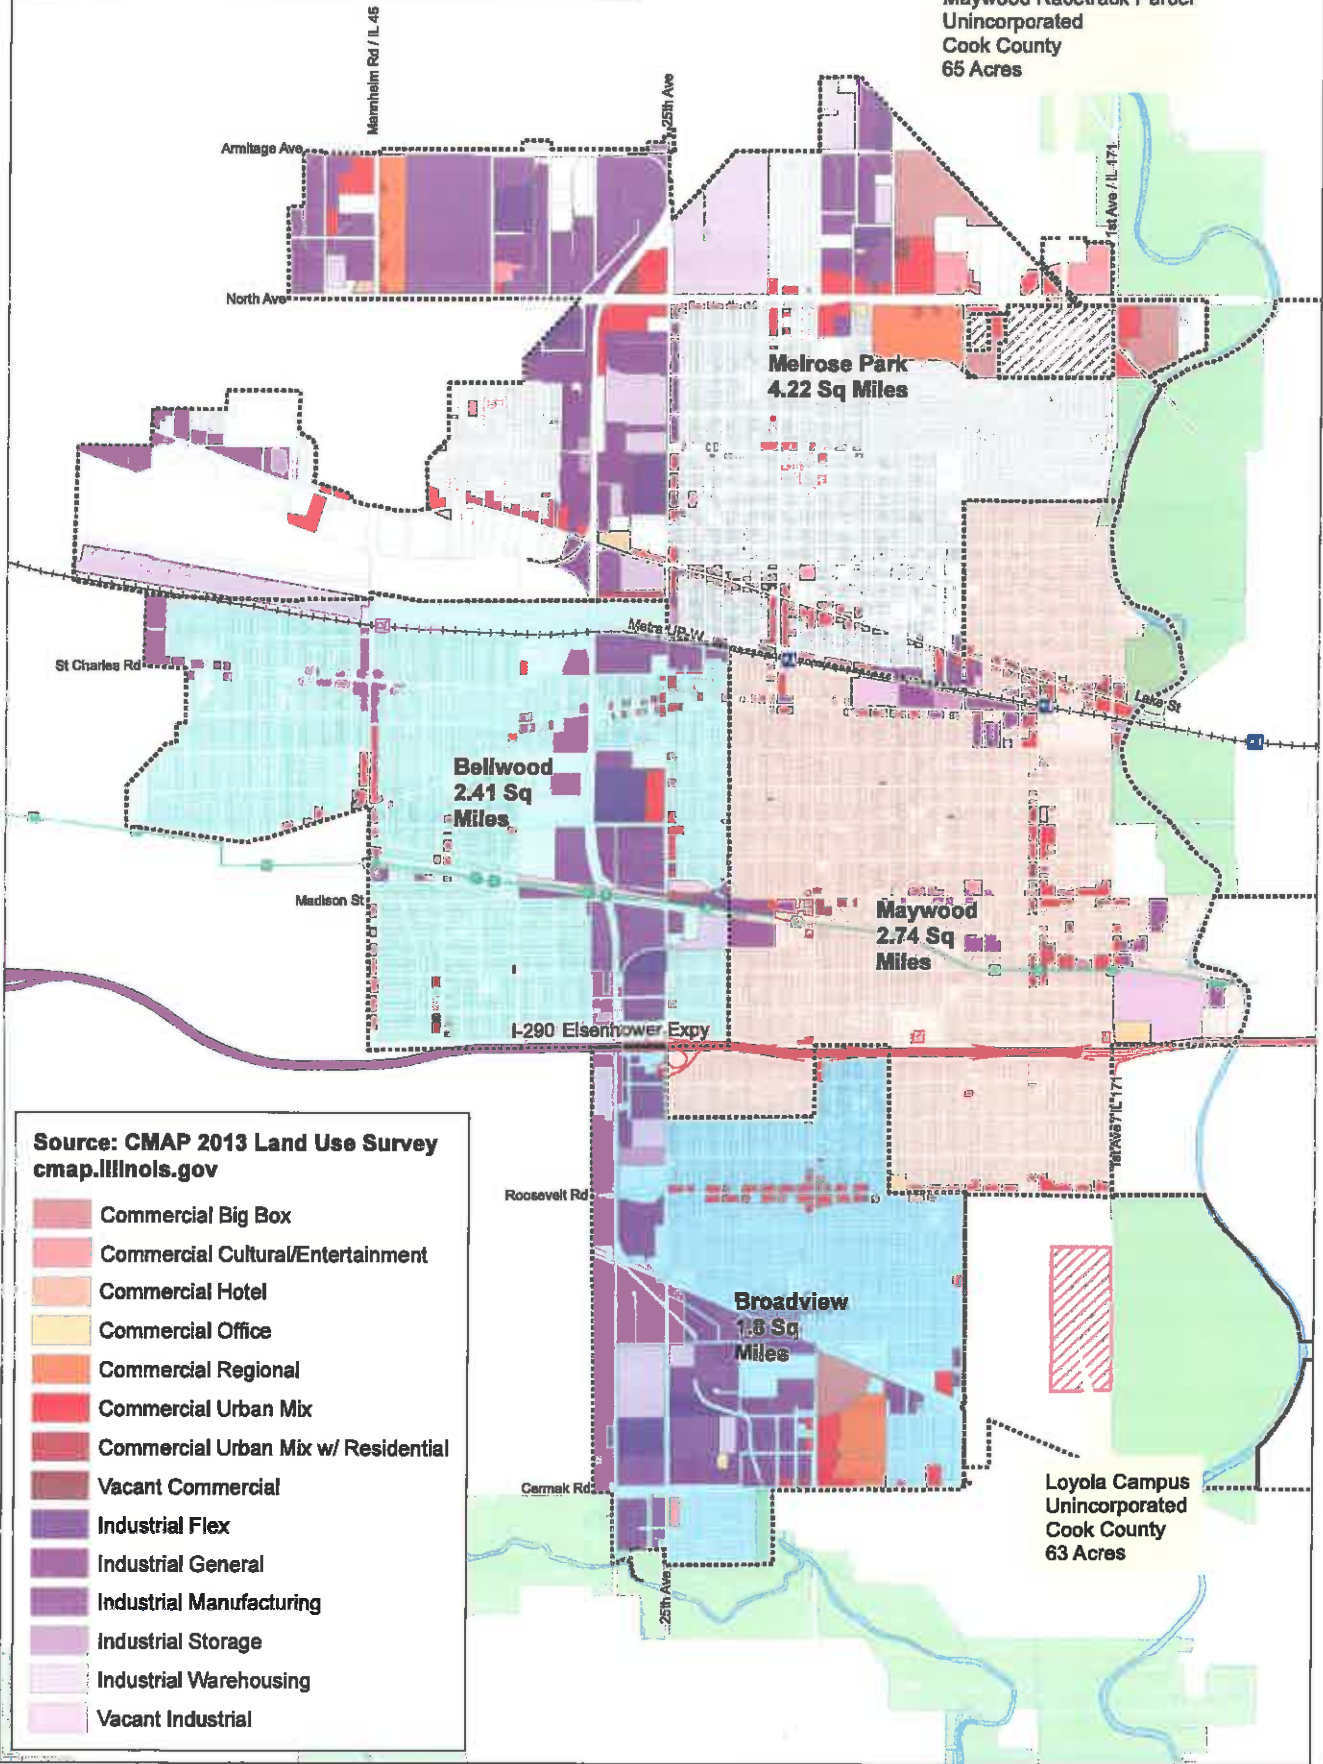 Maywood Racetrack Parcel
Unincorporated
Cook County
65 Acres
Mannheim Rd / IL 45
25th Ave
Armitage Ave
1st Ave / IL 171
North Ave
Melrose Park
4.22 Sq Miles
Metra UP-W
St Charles Rd
Lake St
Bellwood
2.41 Sq
Miles
Madison St
Maywood
2.74 Sq
Miles
I-290 Eisenhower Expy
1st Ave / IL 171
Source: CMAP 2013 Land Use Survey
cmap.illinois.gov
Commercial Big Box
Commercial Cultural/Entertainment
Commercial Hotel
Commercial Office
Commercial Regional
Commercial Urban Mix
Commercial Urban Mix w/ Residential
Vacant Commercial
Industrial Flex
Industrial General
Industrial Manufacturing
Industrial Storage
Industrial Warehousing
Vacant Industrial
Roosevelt Rd
Broadview
1.8 Sq
Miles
Cermak Rd
Loyola Campus
Unincorporated
Cook County
63 Acres
25th Ave